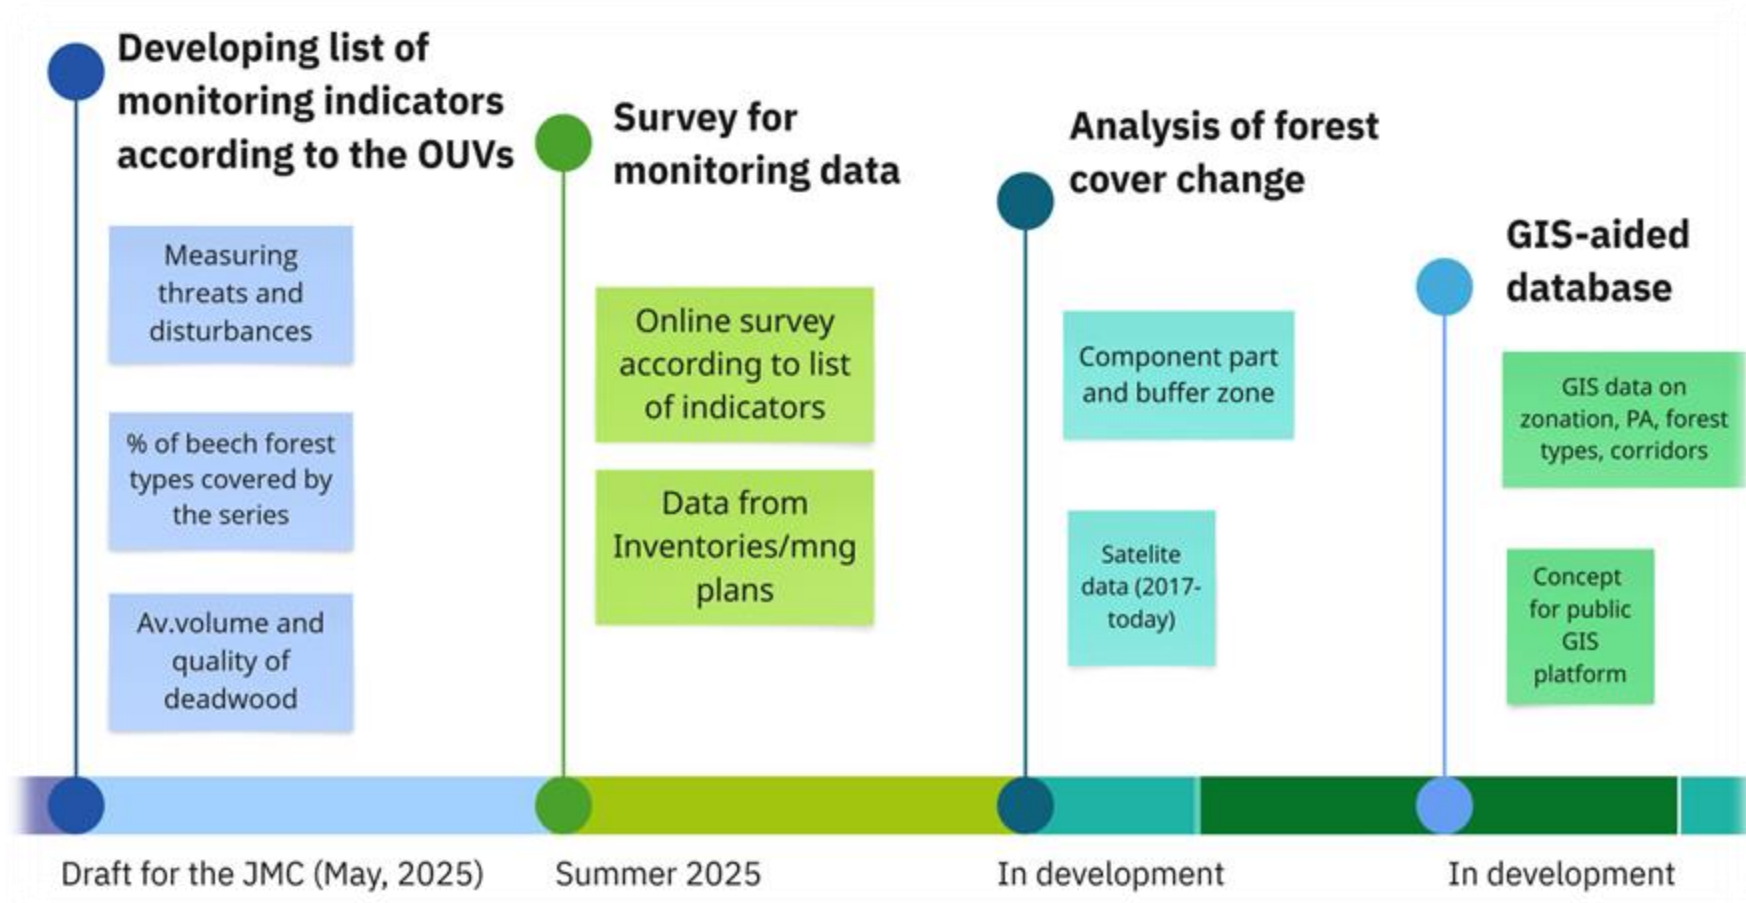 Developing list of
monitoring indicators
according to the OUVs
Measuring
threats and
disturbances
% of beech forest
types covered by
the series
Av.volume and
quality of
deadwood
Draft for the JMC (May, 2025)
Survey for
monitoring data
Online survey
according to list
of indicators
Data from
Inventories/mng
plans
Summer 2025
Analysis of forest
cover change
Component part
and buffer zone
Satelite
data (2017-
today)
In development
GIS-aided
database
GIS data on
zonation, PA, forest
types, corridors
Concept
for public
GIS
platform
In development